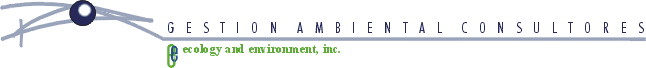 GESTION AMBIENTAL CONSULTORES
ecology and environment, inc.